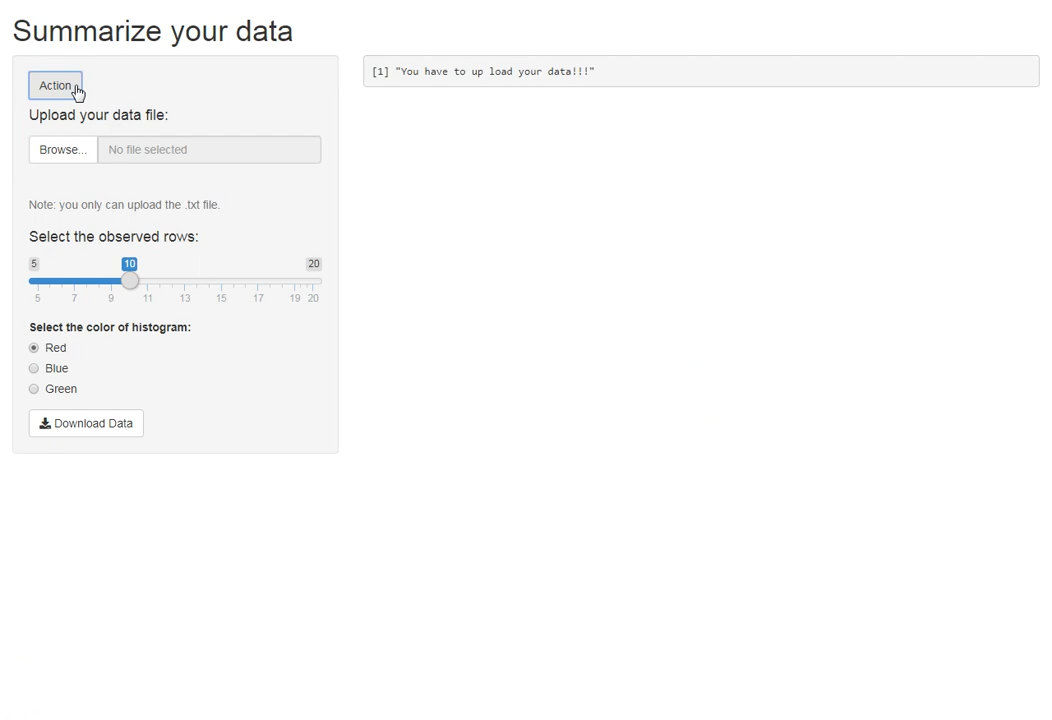 Summarize your data
Action
Upload your data file:
Browse... No file selected
Note: you only can upload the .txt file.
Select the observed rows:
5 10 20
5 7 9 11 13 15 17 19 20
Select the color of histogram:
Red
Blue
Green
Download Data
[1] "You have to up load your data!!!"